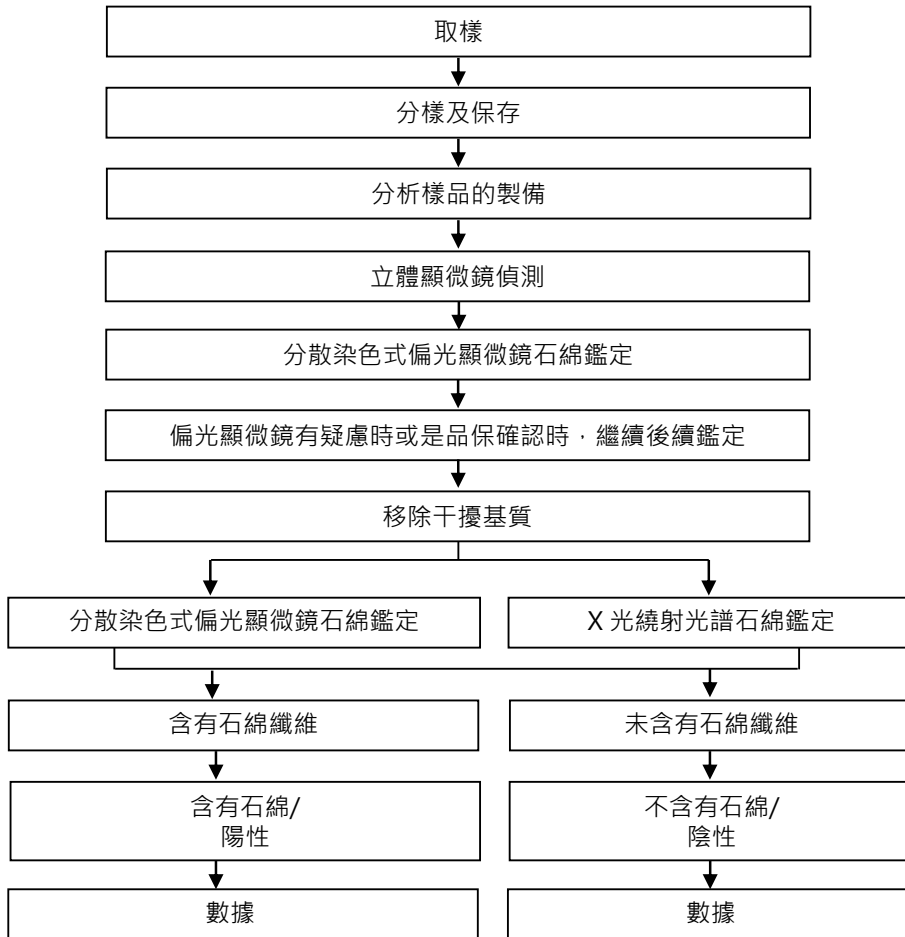 取樣
分樣及保存
分析樣品的製備
立體顯微鏡偵測
分散染色式偏光顯微鏡石綿鑑定
偏光顯微鏡有疑慮時或是品保確認時，繼續後續鑑定
移除干擾基質
分散染色式偏光顯微鏡石綿鑑定
X 光繞射光譜石綿鑑定
含有石綿纖維
未含有石綿纖維
含有石綿/
陽性
不含有石綿/
陰性
數據
數據